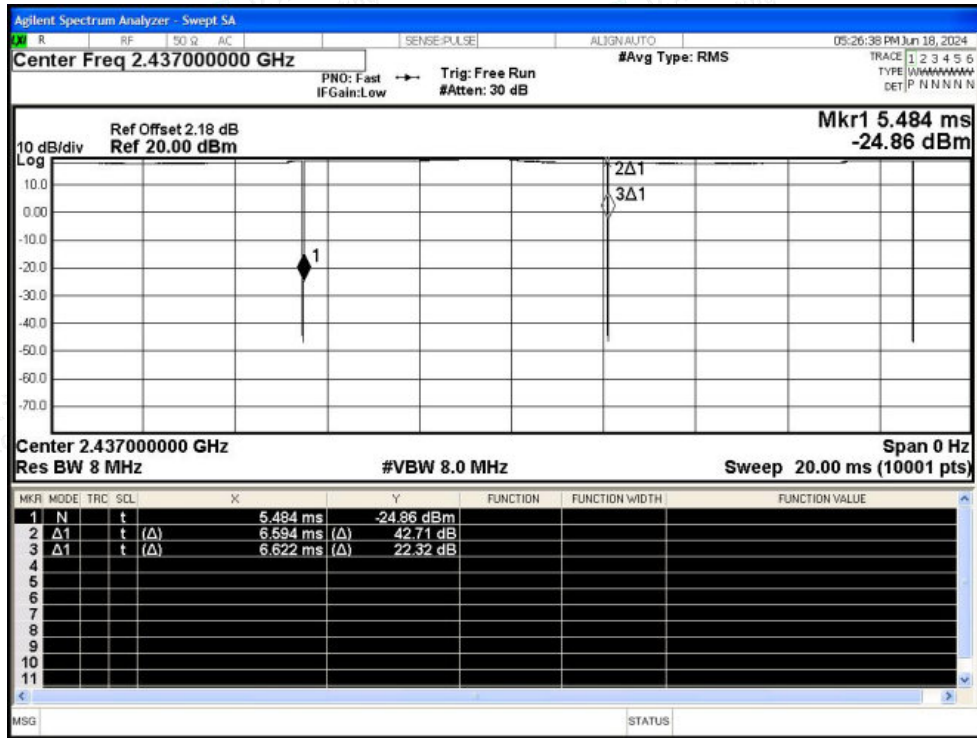 Agilent Spectrum Analyzer - Swept SA
LXI R RF 50 Ω AC SENSE:PULSE ALIGN AUTO 05:26:38 PM Jun 18, 2024
Center Freq 2.437000000 GHz
PNO: Fast
IFGain:Low
Trig: Free Run
#Atten: 30 dB
#Avg Type: RMS
TRACE 1 2 3 4 5 6
TYPE
DET P N N N N N
Ref Offset 2.18 dB
10 dB/div Ref 20.00 dBm
Mkr1 5.484 ms
-24.86 dBm
Log
10.0
0.00
-10.0
-20.0
-30.0
-40.0
-50.0
-60.0
-70.0
2Δ1
3Δ1
1
Center 2.437000000 GHz Span 0 Hz
Res BW 8 MHz #VBW 8.0 MHz Sweep 20.00 ms (10001 pts)
MKR MODE TRC SCL X Y FUNCTION FUNCTION WIDTH FUNCTION VALUE
1 N t 5.484 ms -24.86 dBm
2 Δ1 t (Δ) 6.594 ms (Δ) 42.71 dB
3 Δ1 t (Δ) 6.622 ms (Δ) 22.32 dB
4
5
6
7
8
9
10
11
MSG STATUS